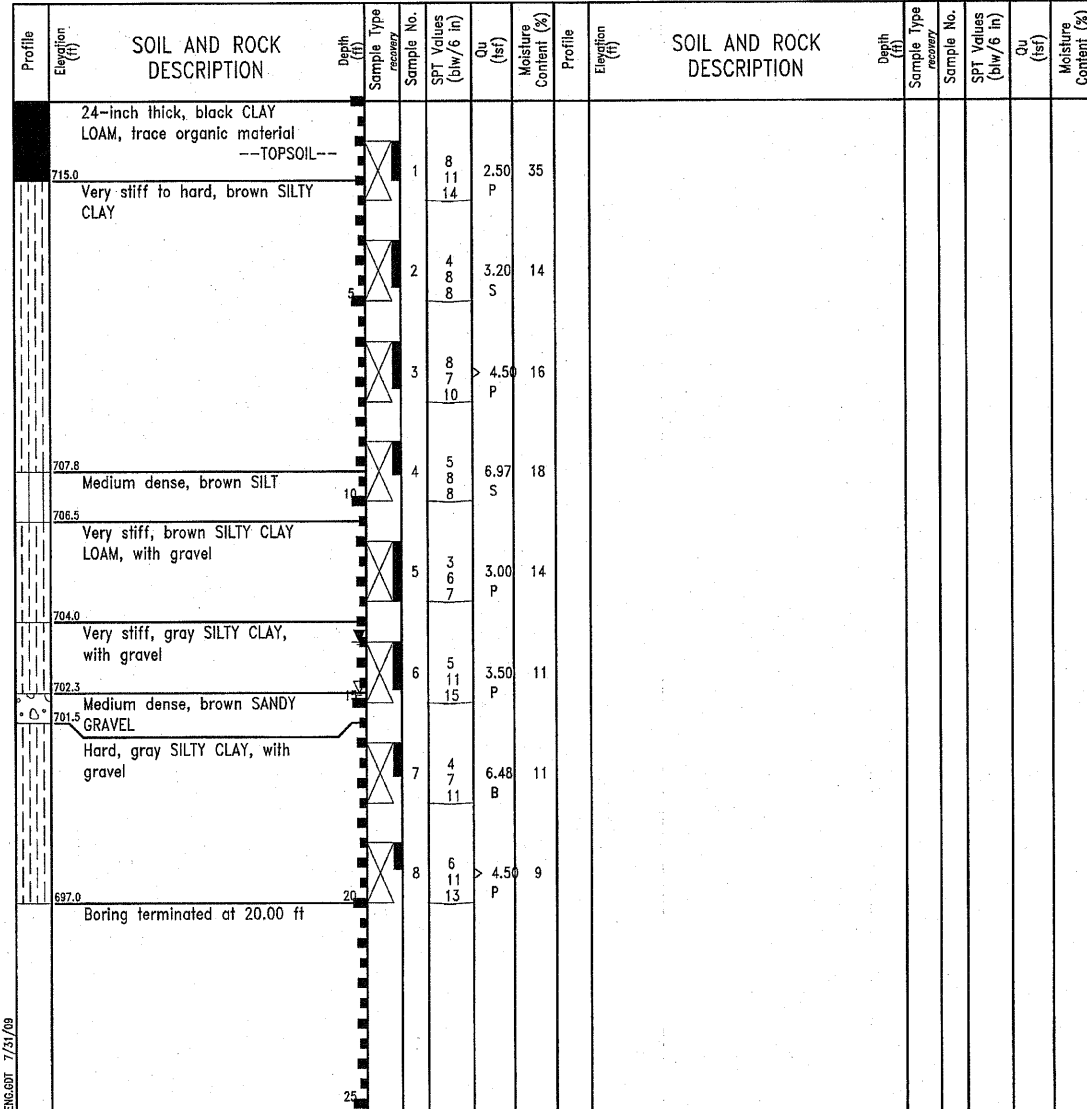 Profile
Elevation (ft)
SOIL AND ROCK
DESCRIPTION
Depth (ft)
Sample Type
recovery
Sample No.
SPT Values
(blw/6 in)
Qu
(tsf)
Moisture
Content (%)
Profile
Elevation
(ft)
SOIL AND ROCK
DESCRIPTION
Depth
(ft)
Sample Type
recovery
Sample No.
SPT Values
(blw/6 in)
Qu
(tsf)
Moisture
Content (%)
24-inch thick, black CLAY
LOAM, trace organic material
--TOPSOIL--
1 8 11 14 2.50 P 35
715.0
Very stiff to hard, brown SILTY
CLAY
2 4 8 8 3.20 S 14
5
3 8 7 10 > 4.50 P 16
707.8
Medium dense, brown SILT
4 5 8 8 6.97 S 18
10
706.5
Very stiff, brown SILTY CLAY
LOAM, with gravel
5 3 6 7 3.00 P 14
704.0
Very stiff, gray SILTY CLAY,
with gravel
6 5 11 15 3.50 P 11
702.3
15
Medium dense, brown SANDY
GRAVEL
701.5
Hard, gray SILTY CLAY, with
gravel
7 4 7 11 6.48 B 11
8 6 11 13 > 4.50 P 9
697.0
20
Boring terminated at 20.00 ft
25
ENG.GDT 7/31/09